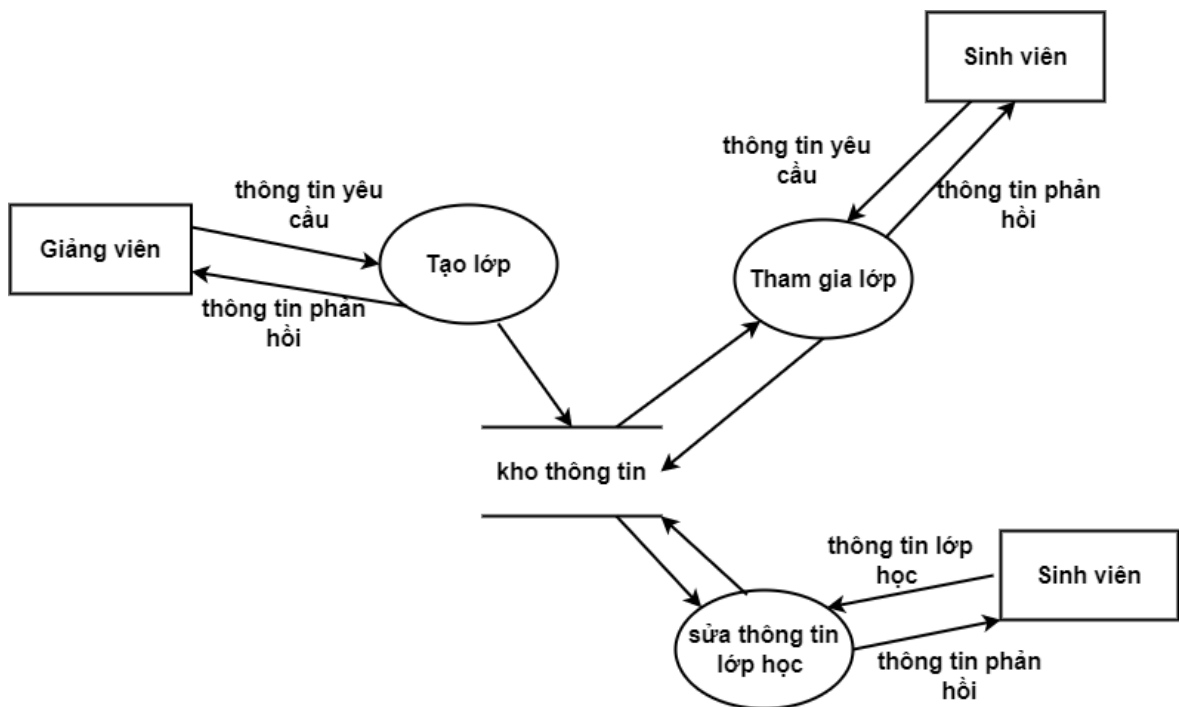 Sinh viên
thông tin yêu
cầu
thông tin phản
hồi
thông tin yêu
cầu
Giảng viên
Tạo lớp
Tham gia lớp
thông tin phản
hồi
kho thông tin
thông tin lớp
học
Sinh viên
sửa thông tin
lớp học
thông tin phản
hồi